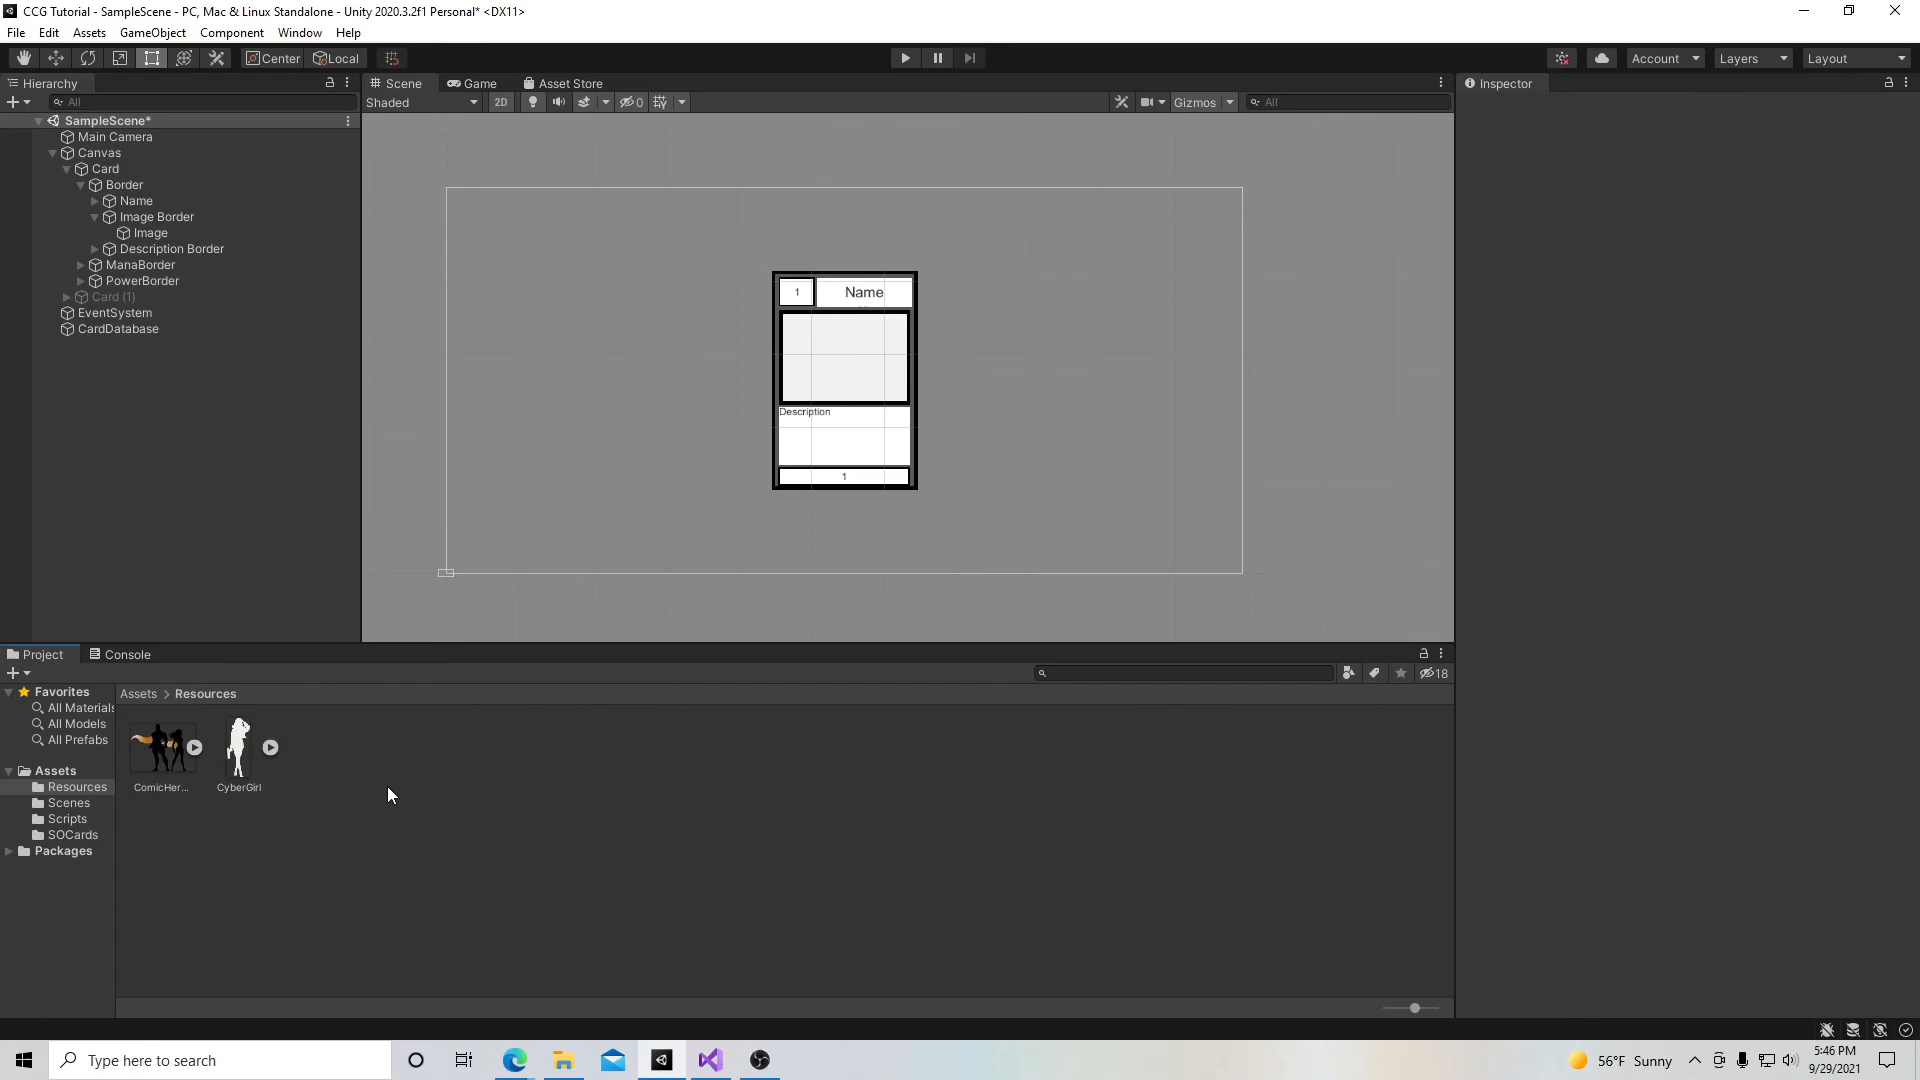 CCG Tutorial - SampleScene - PC, Mac & Linux Standalone - Unity 2020.3.2f1 Personal* <DX11>
File Edit Assets GameObject Component Window Help
Center Local Account Layers Layout
Hierarchy
Scene Game Asset Store
Inspector
All
Shaded 2D 0 Gizmos All
SampleScene*
Main Camera
Canvas
Card
Border
Name
Image Border
Image
Description Border
ManaBorder
PowerBorder
Card (1)
EventSystem
CardDatabase
1 Name
Description
1
Project Console
18
Favorites
All Materials
All Models
All Prefabs
Assets
Resources
Scenes
Scripts
SOCards
Packages
Assets > Resources
ComicHer... CyberGirl
Type here to search
56°F Sunny
5:46 PM
9/29/2021